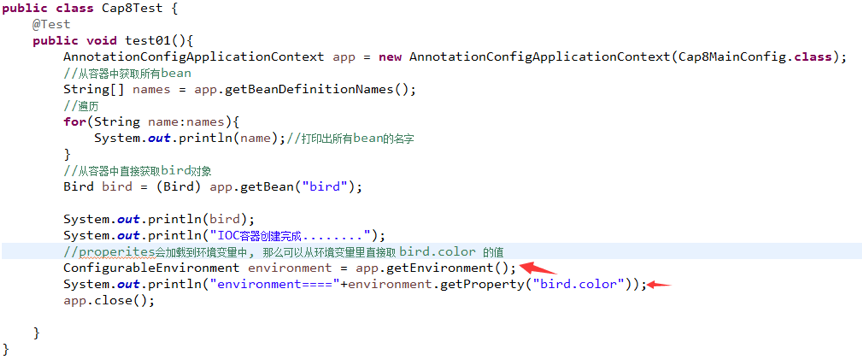 public class Cap8Test {
@Test
public void test01(){
AnnotationConfigApplicationContext app = new AnnotationConfigApplicationContext(Cap8MainConfig.class);
//从容器中获取所有bean
String[] names = app.getBeanDefinitionNames();
//遍历
for(String name:names){
System.out.println(name);//打印出所有bean的名字
}
//从容器中直接获取bird对象
Bird bird = (Bird) app.getBean("bird");
System.out.println(bird);
System.out.println("IOC容器创建完成........");
//properites会加载到环境变量中, 那么可以从环境变量里直接取 bird.color 的值
ConfigurableEnvironment environment = app.getEnvironment();
System.out.println("environment===="+environment.getProperty("bird.color"));
app.close();
}
}